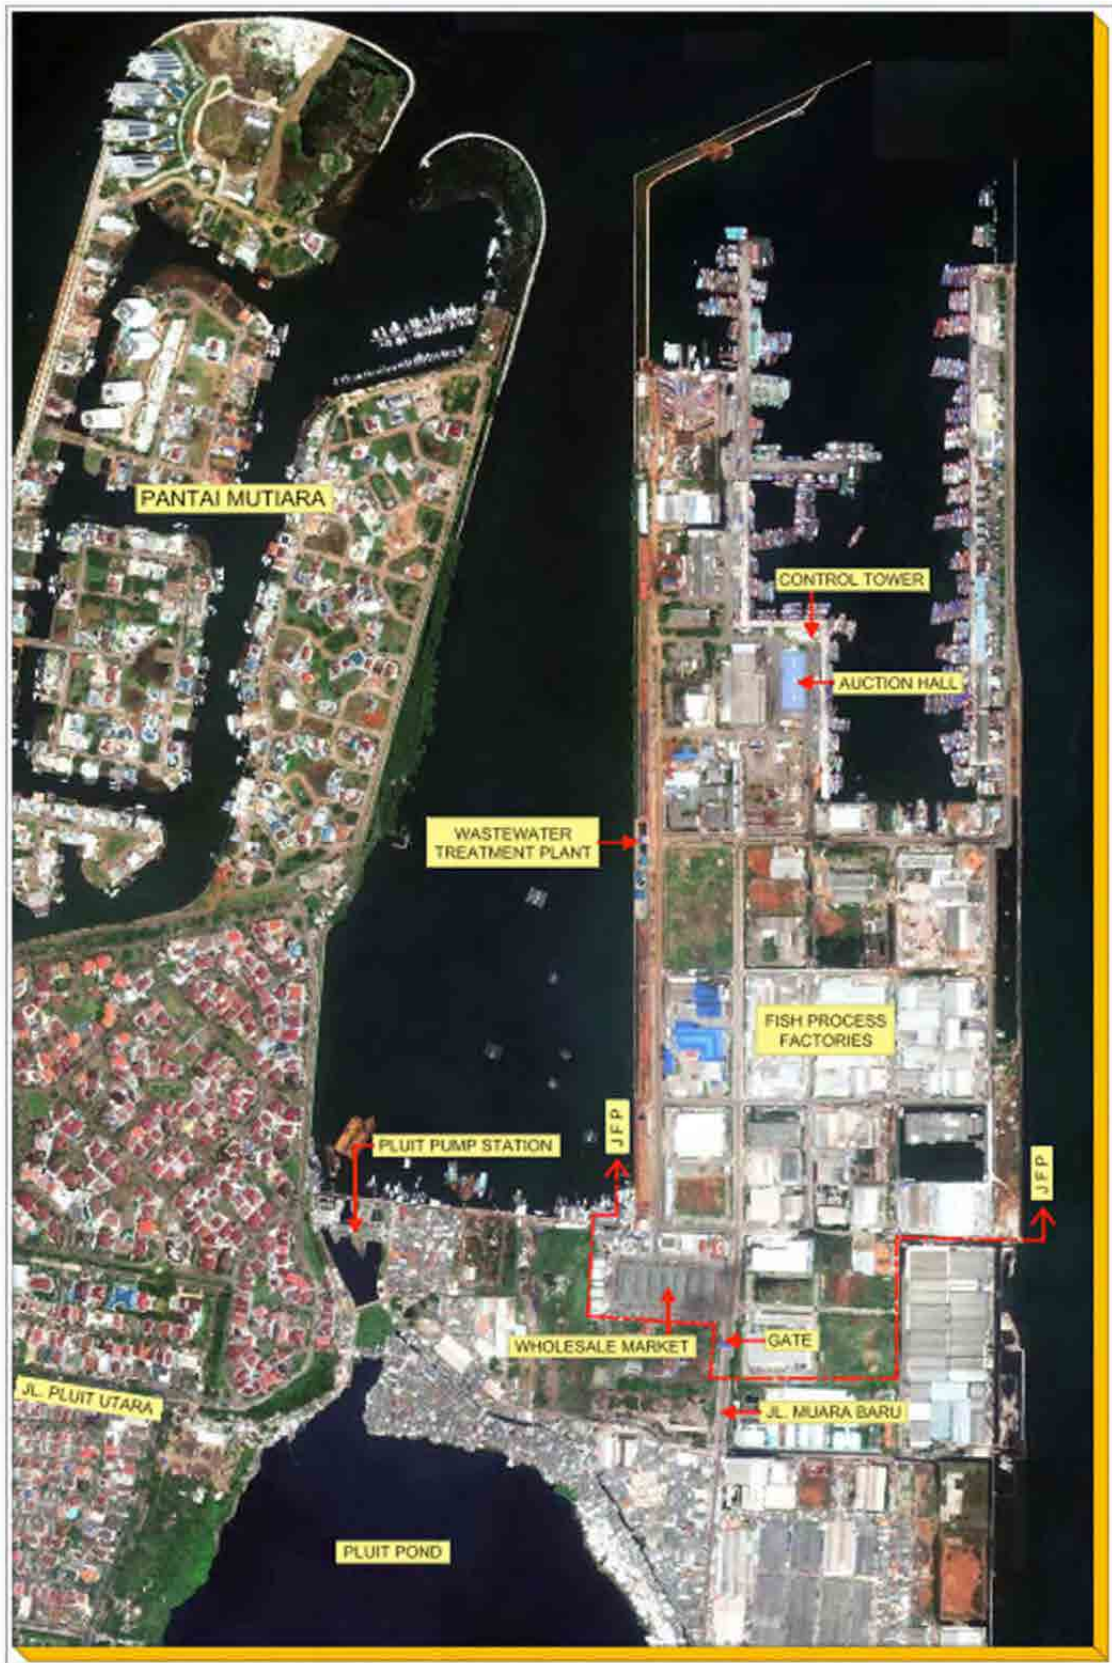 PANTAI MUTIARA
CONTROL TOWER
AUCTION HALL
WASTEWATER
TREATMENT PLANT
FISH PROCESS
FACTORIES
JFP
PLUIT PUMP STATION
JFP
WHOLESALE MARKET
GATE
JL. PLUIT UTARA
JL. MUARA BARU
PLUIT POND